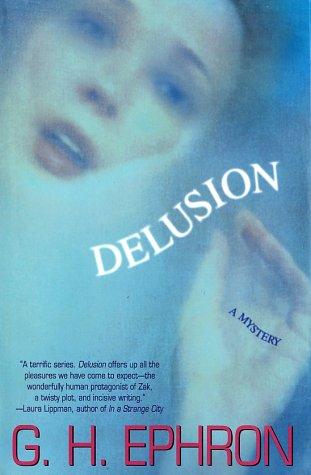 DELUSION
A MYSTERY
"A terrific series. Delusion offers up all the
pleasures we have come to expect—the
wonderfully human protagonist of Zak,
a twisty plot, and incisive writing."
—Laura Lippman, author of In a Strange City
G. H. EPHRON